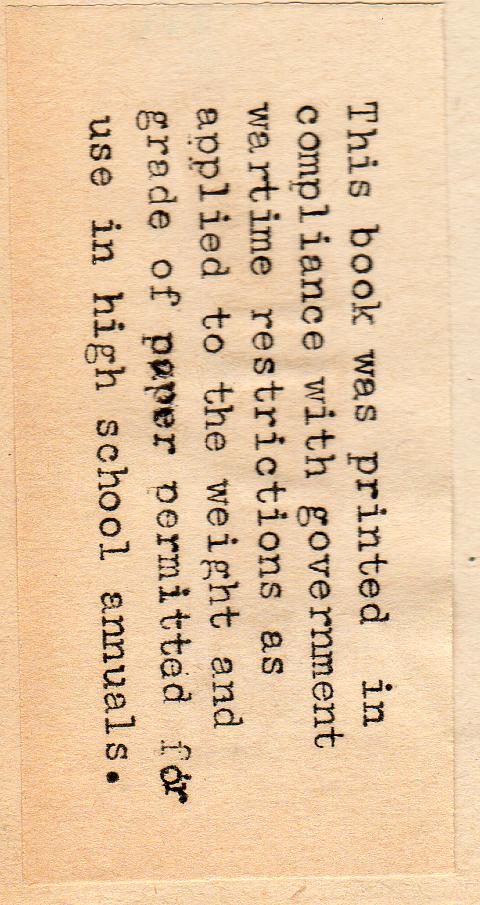 This book was printed in
compliance with government
wartime restrictions as
applied to the weight and
grade of paper permitted for
use in high school annuals.